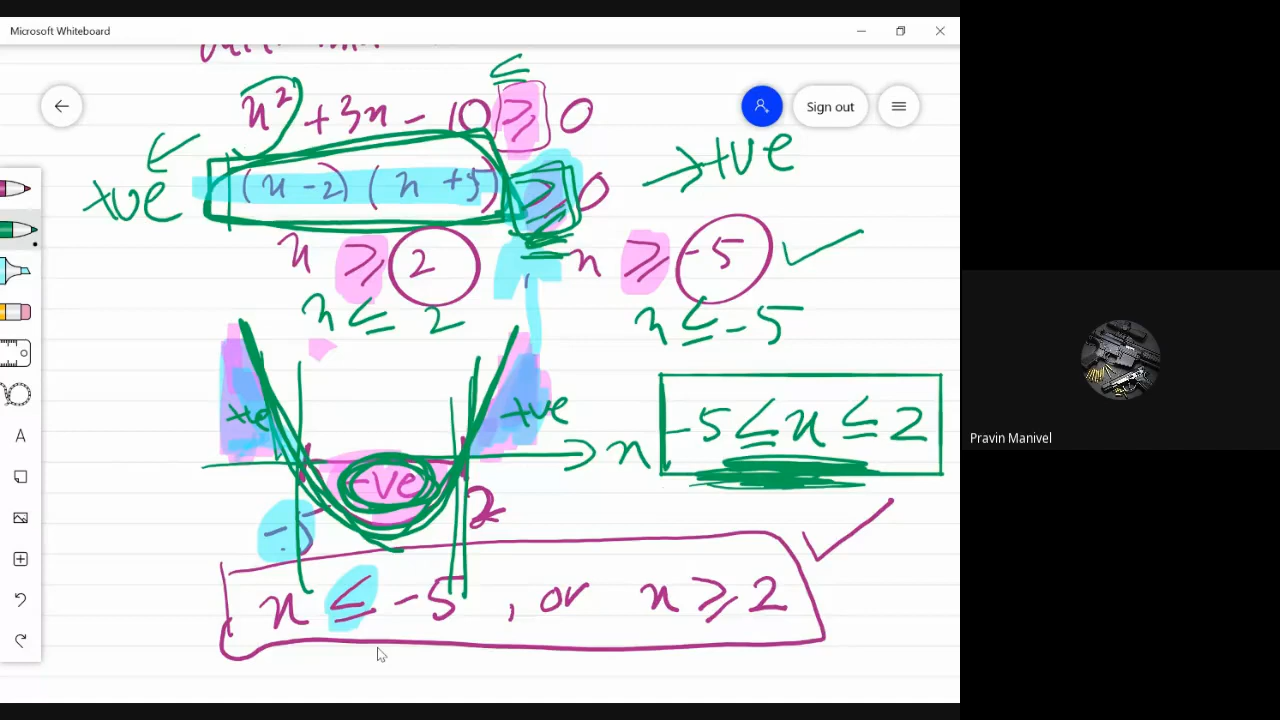 Microsoft Whiteboard
≤
x² + 3x - 10 ≥ 0
Sign out
+ve
(x - 2) (x + 5) ≥ 0
→ +ve
x ≥ 2
x ≥ -5
x ≤ 2
x ≤ -5
+ve
+ve
-5 ≤ x ≤ 2
x
-ve
-5
2
x ≤ -5 , or x ≥ 2
A
Pravin Manivel